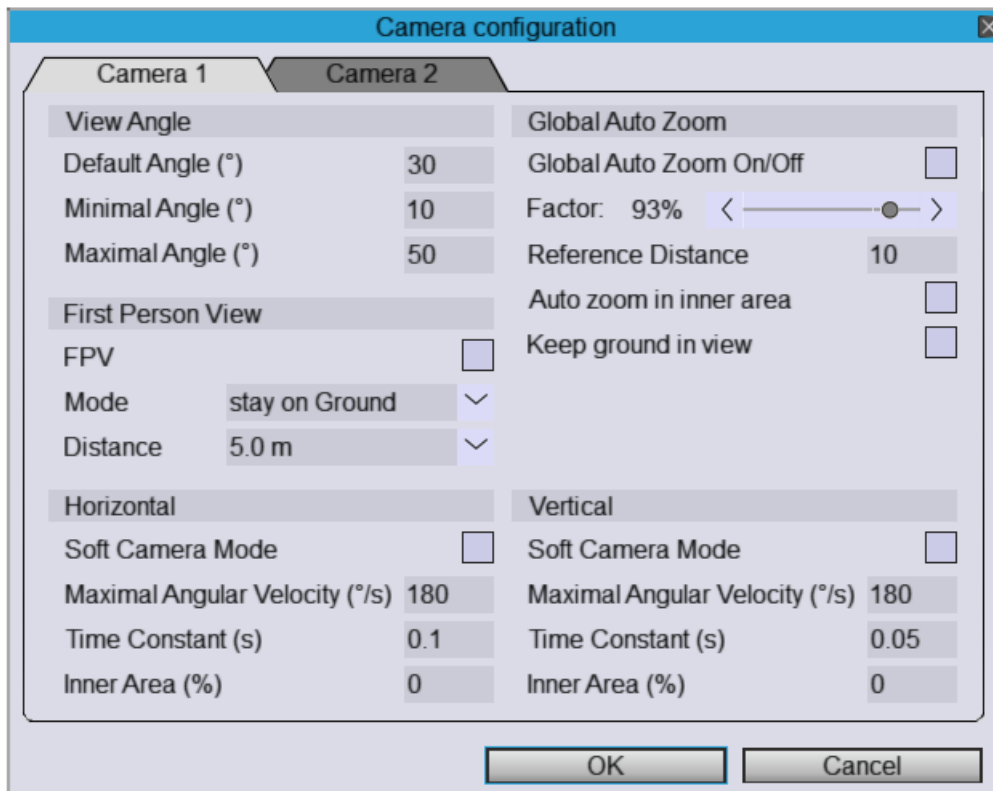 Camera configuration
Camera 1
Camera 2
View Angle
Default Angle (°) 30
Minimal Angle (°) 10
Maximal Angle (°) 50
First Person View
FPV
Mode stay on Ground
Distance 5.0 m
Global Auto Zoom
Global Auto Zoom On/Off
Factor: 93%
Reference Distance 10
Auto zoom in inner area
Keep ground in view
Horizontal
Soft Camera Mode
Maximal Angular Velocity (°/s) 180
Time Constant (s) 0.1
Inner Area (%) 0
Vertical
Soft Camera Mode
Maximal Angular Velocity (°/s) 180
Time Constant (s) 0.05
Inner Area (%) 0
OK
Cancel